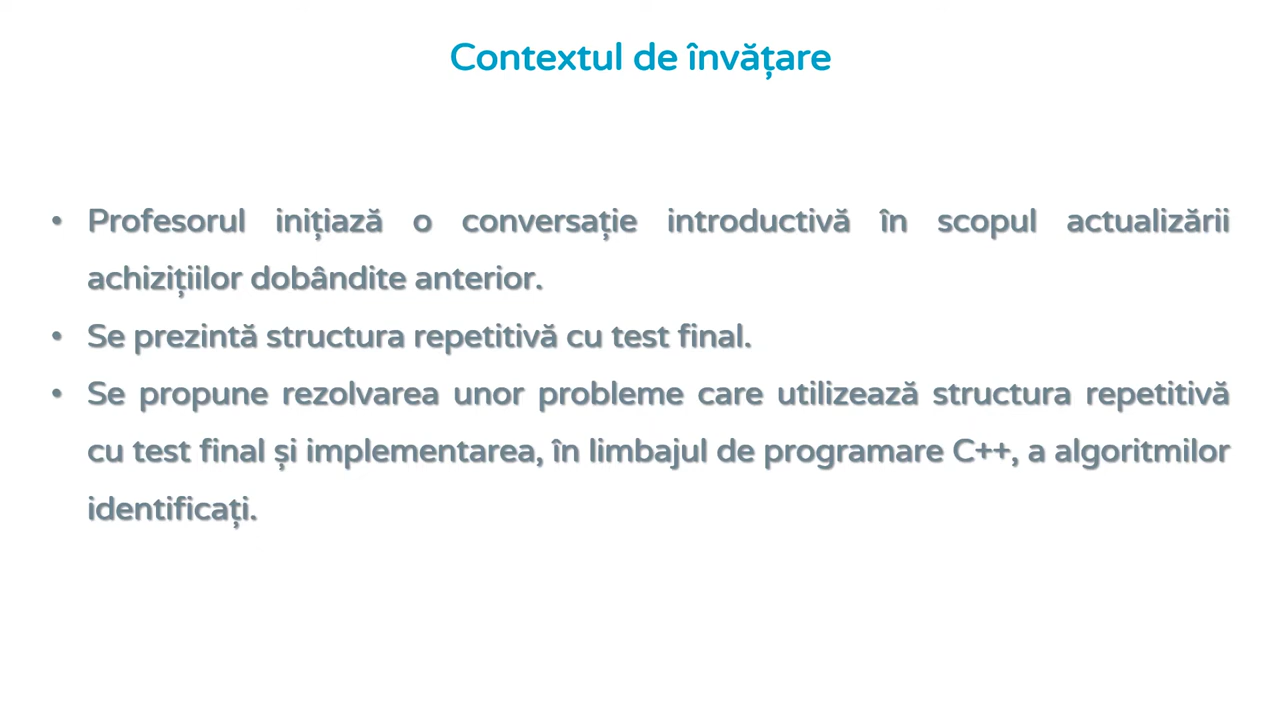 Contextul de învățare
• Profesorul inițiază o conversație introductivă în scopul actualizării
achizițiilor dobândite anterior.
• Se prezintă structura repetitivă cu test final.
• Se propune rezolvarea unor probleme care utilizează structura repetitivă
cu test final și implementarea, în limbajul de programare C++, a algoritmilor
identificați.